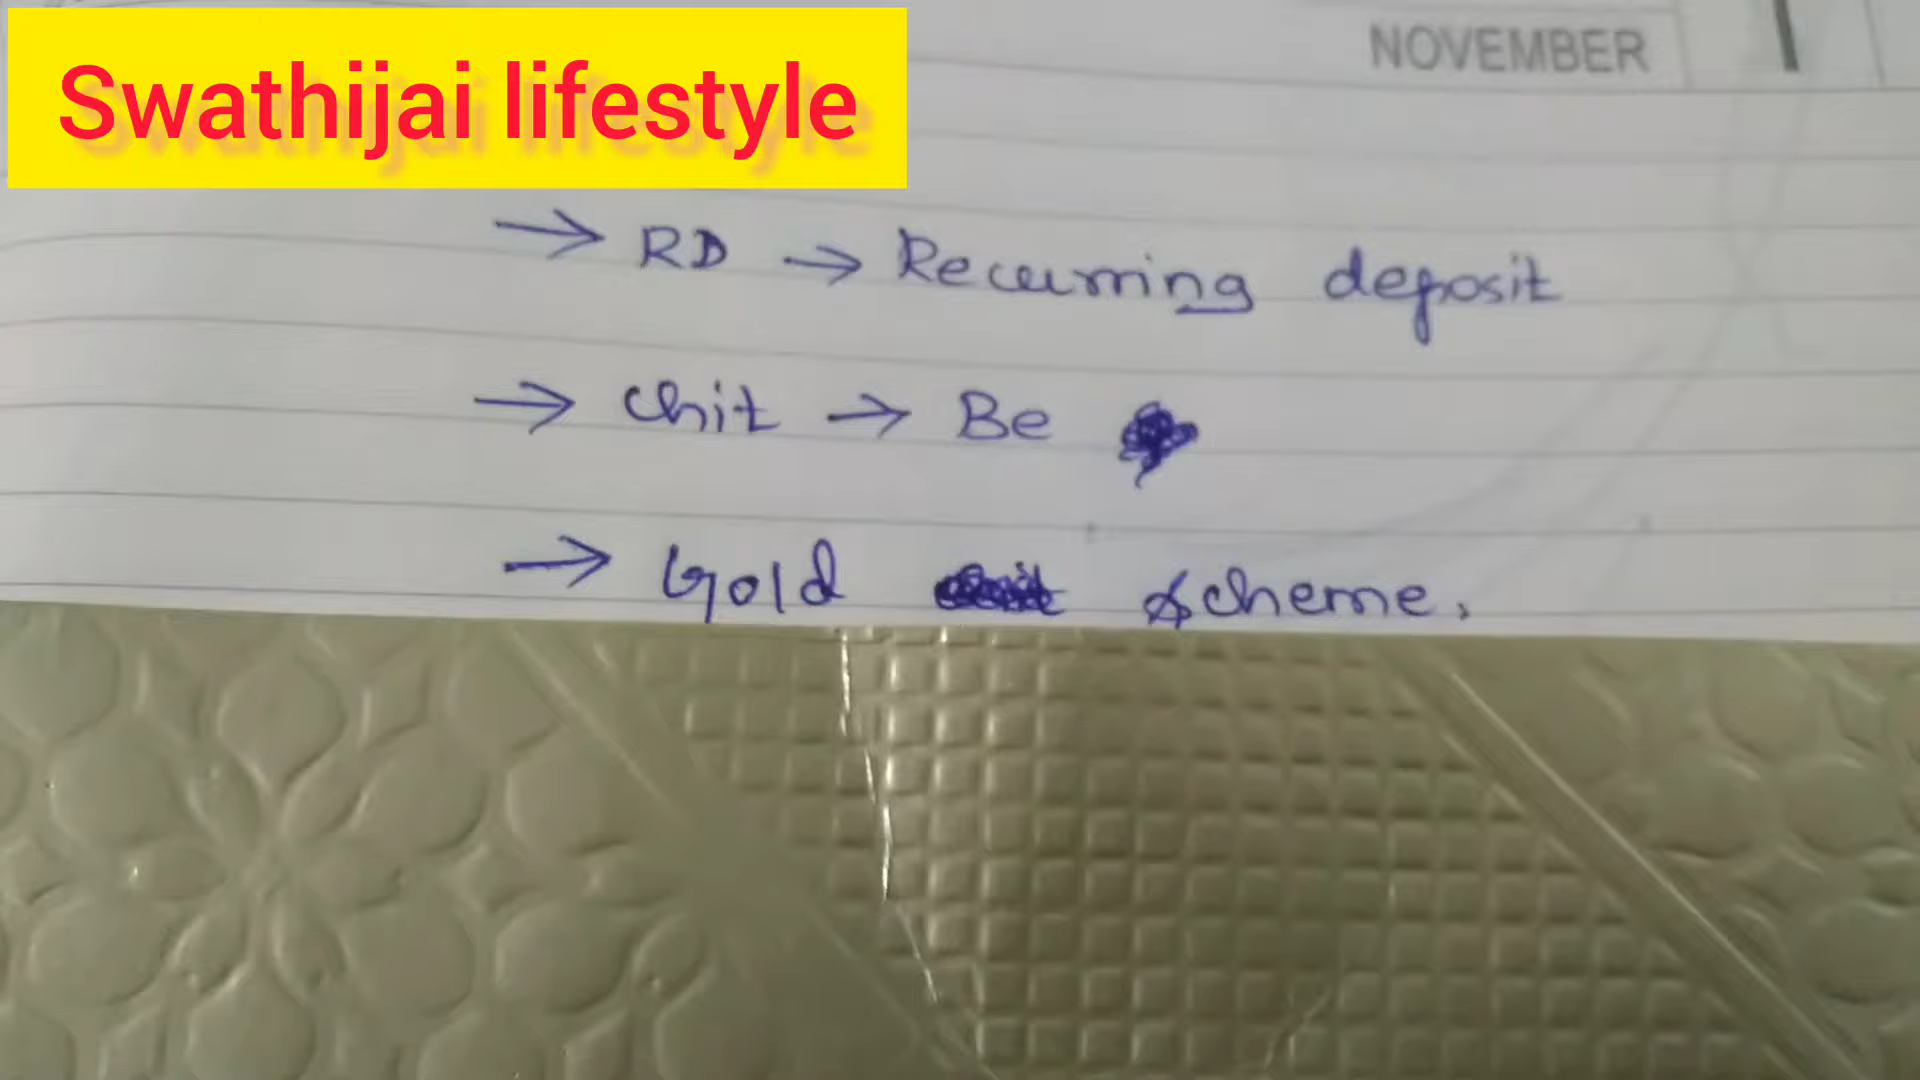 Swathijai lifestyle
NOVEMBER
→ RD → Recurring deposit
→ chit → Be
→ Gold scheme.